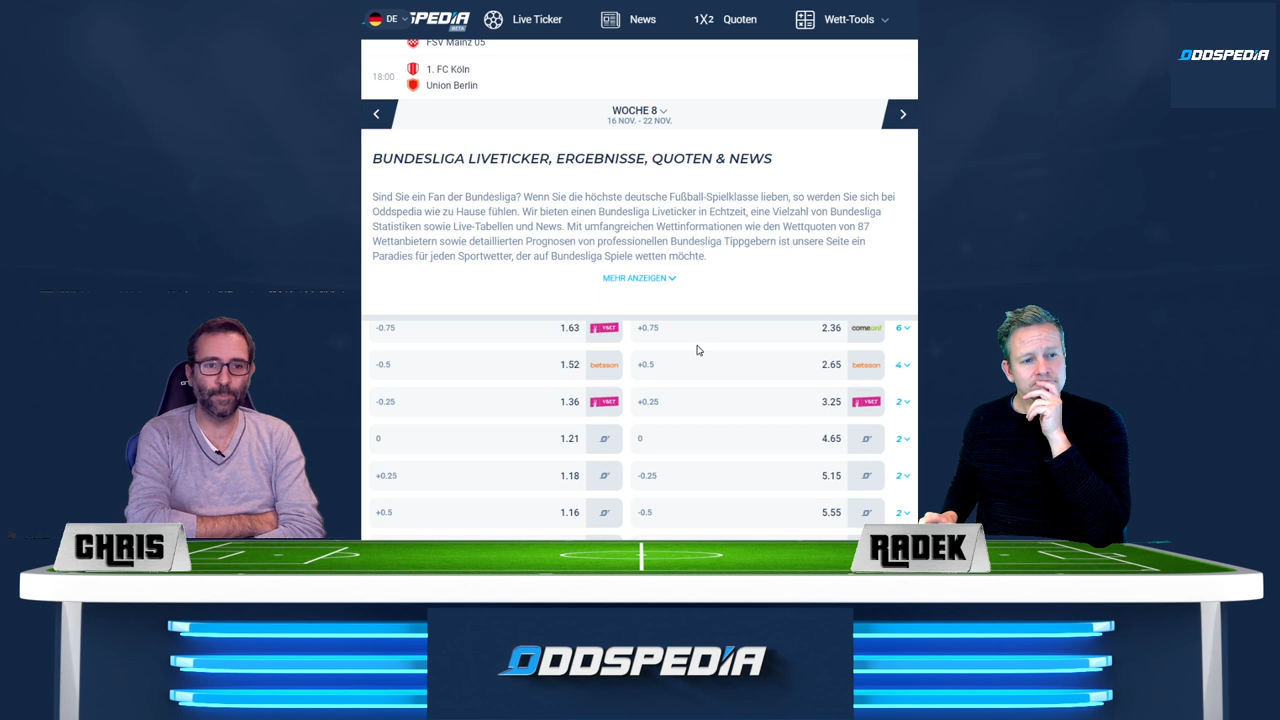 DE
SPEDIA
BETA
Live Ticker
News
1X2 Quoten
Wett-Tools
ODDSPEDIA
FSV Mainz 05
18:00
1. FC Köln
Union Berlin
WOCHE 8
16 NOV. - 22 NOV.
BUNDESLIGA LIVETICKER, ERGEBNISSE, QUOTEN & NEWS
Sind Sie ein Fan der Bundesliga? Wenn Sie die höchste deutsche Fußball-Spielklasse lieben, so werden Sie sich bei
Oddspedia wie zu Hause fühlen. Wir bieten einen Bundesliga Liveticker in Echtzeit, eine Vielzahl von Bundesliga
Statistiken sowie Live-Tabellen und News. Mit umfangreichen Wettinformationen wie den Wettquoten von 87
Wettanbietern sowie detaillierten Prognosen von professionellen Bundesliga Tippgebern ist unsere Seite ein
Paradies für jeden Sportwetter, der auf Bundesliga Spiele wetten möchte.
MEHR ANZEIGEN
-0.75 1.63 VBET +0.75 2.36 comeon! 6
-0.5 1.52 betsson +0.5 2.65 betsson 4
-0.25 1.36 VBET +0.25 3.25 VBET 2
0 1.21 0 4.65 2
+0.25 1.18 -0.25 5.15 2
+0.5 1.16 -0.5 5.55 2
CHRIS
RADEK
ODDSPEDIA